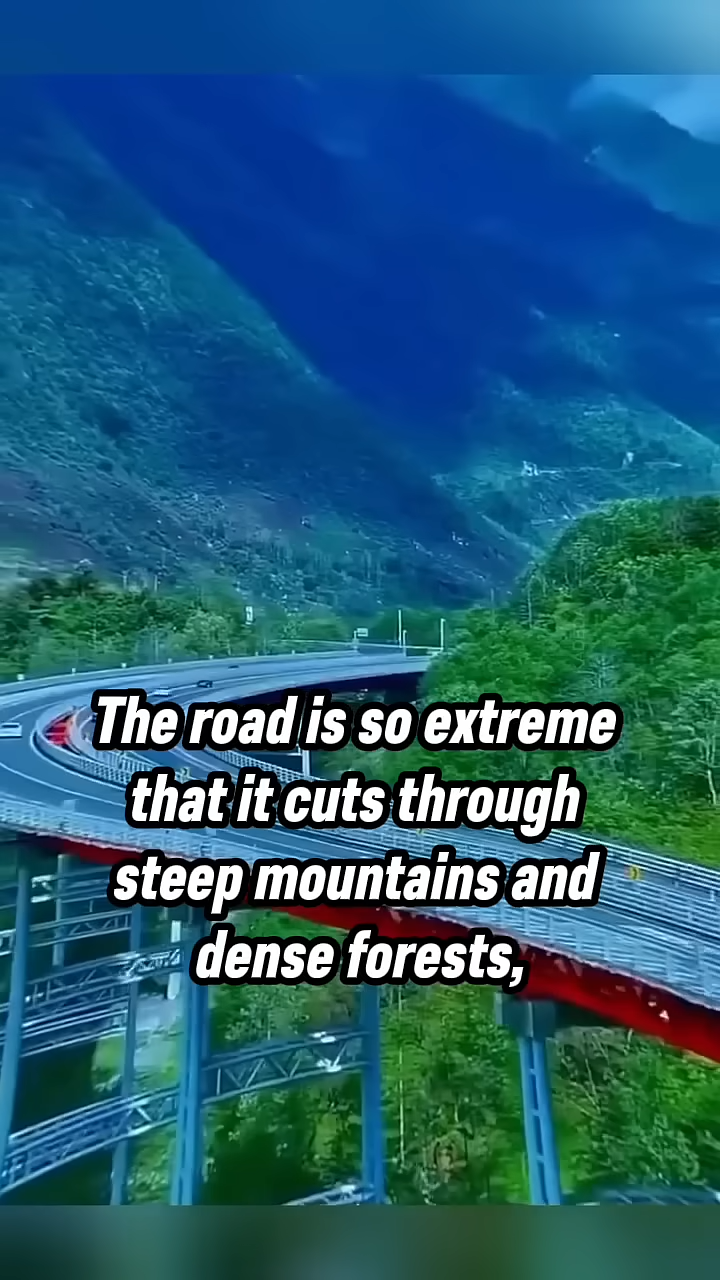 The road is so extreme
that it cuts through
steep mountains and
dense forests,